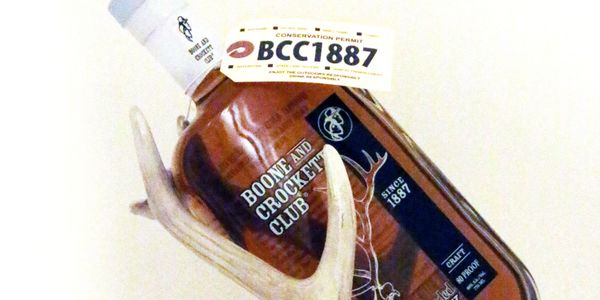 BOONE AND
CROCKETT
CLUB
CONSERVATION PERMIT
BCC1887
ENJOY THE OUTDOORS RESPONSIBLY
DRINK RESPONSIBLY
BOONE AND
CROCKETT
CLUB®
SINCE
1887
CRAFT
80 PROOF